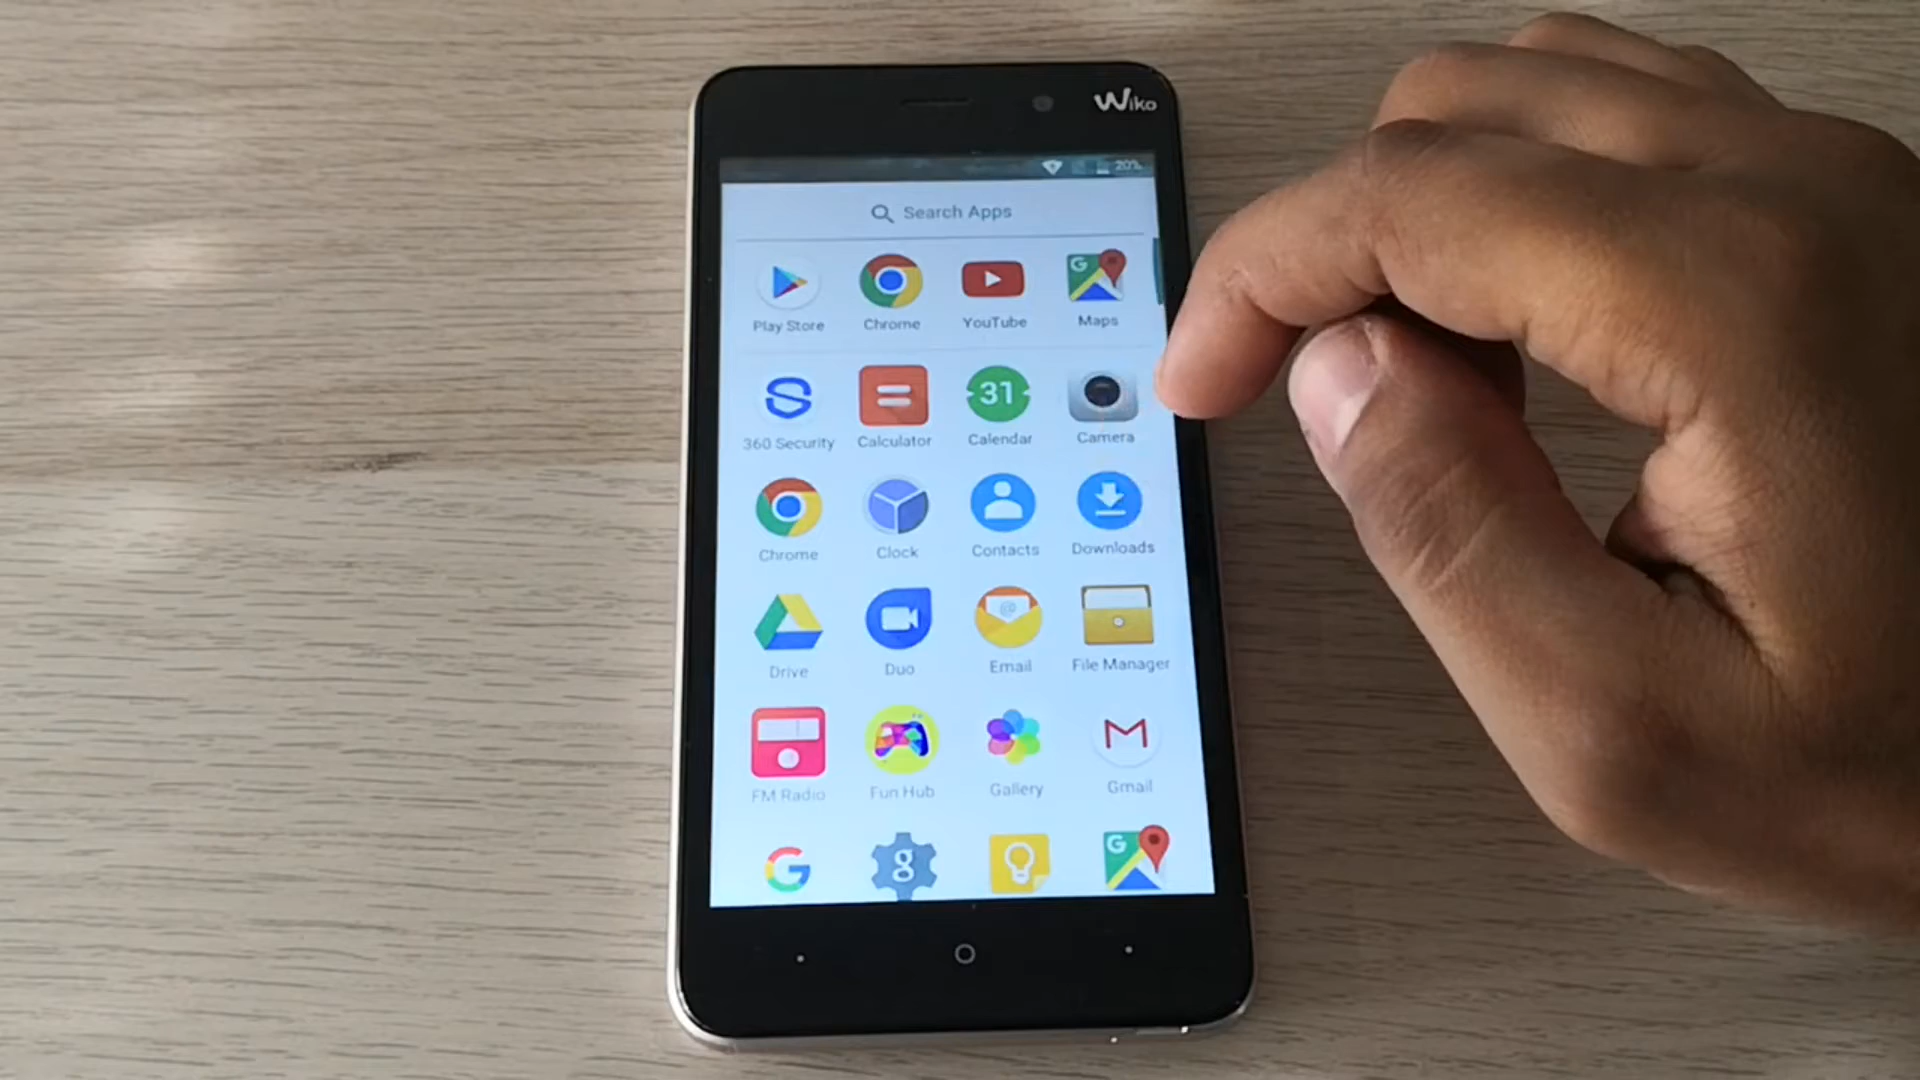 Wiko
20%
Search Apps
Play Store
Chrome
YouTube
Maps
31
360 Security
Calculator
Calendar
Camera
Chrome
Clock
Contacts
Downloads
@
Drive
Duo
Email
File Manager
FM Radio
Fun Hub
Gallery
Gmail